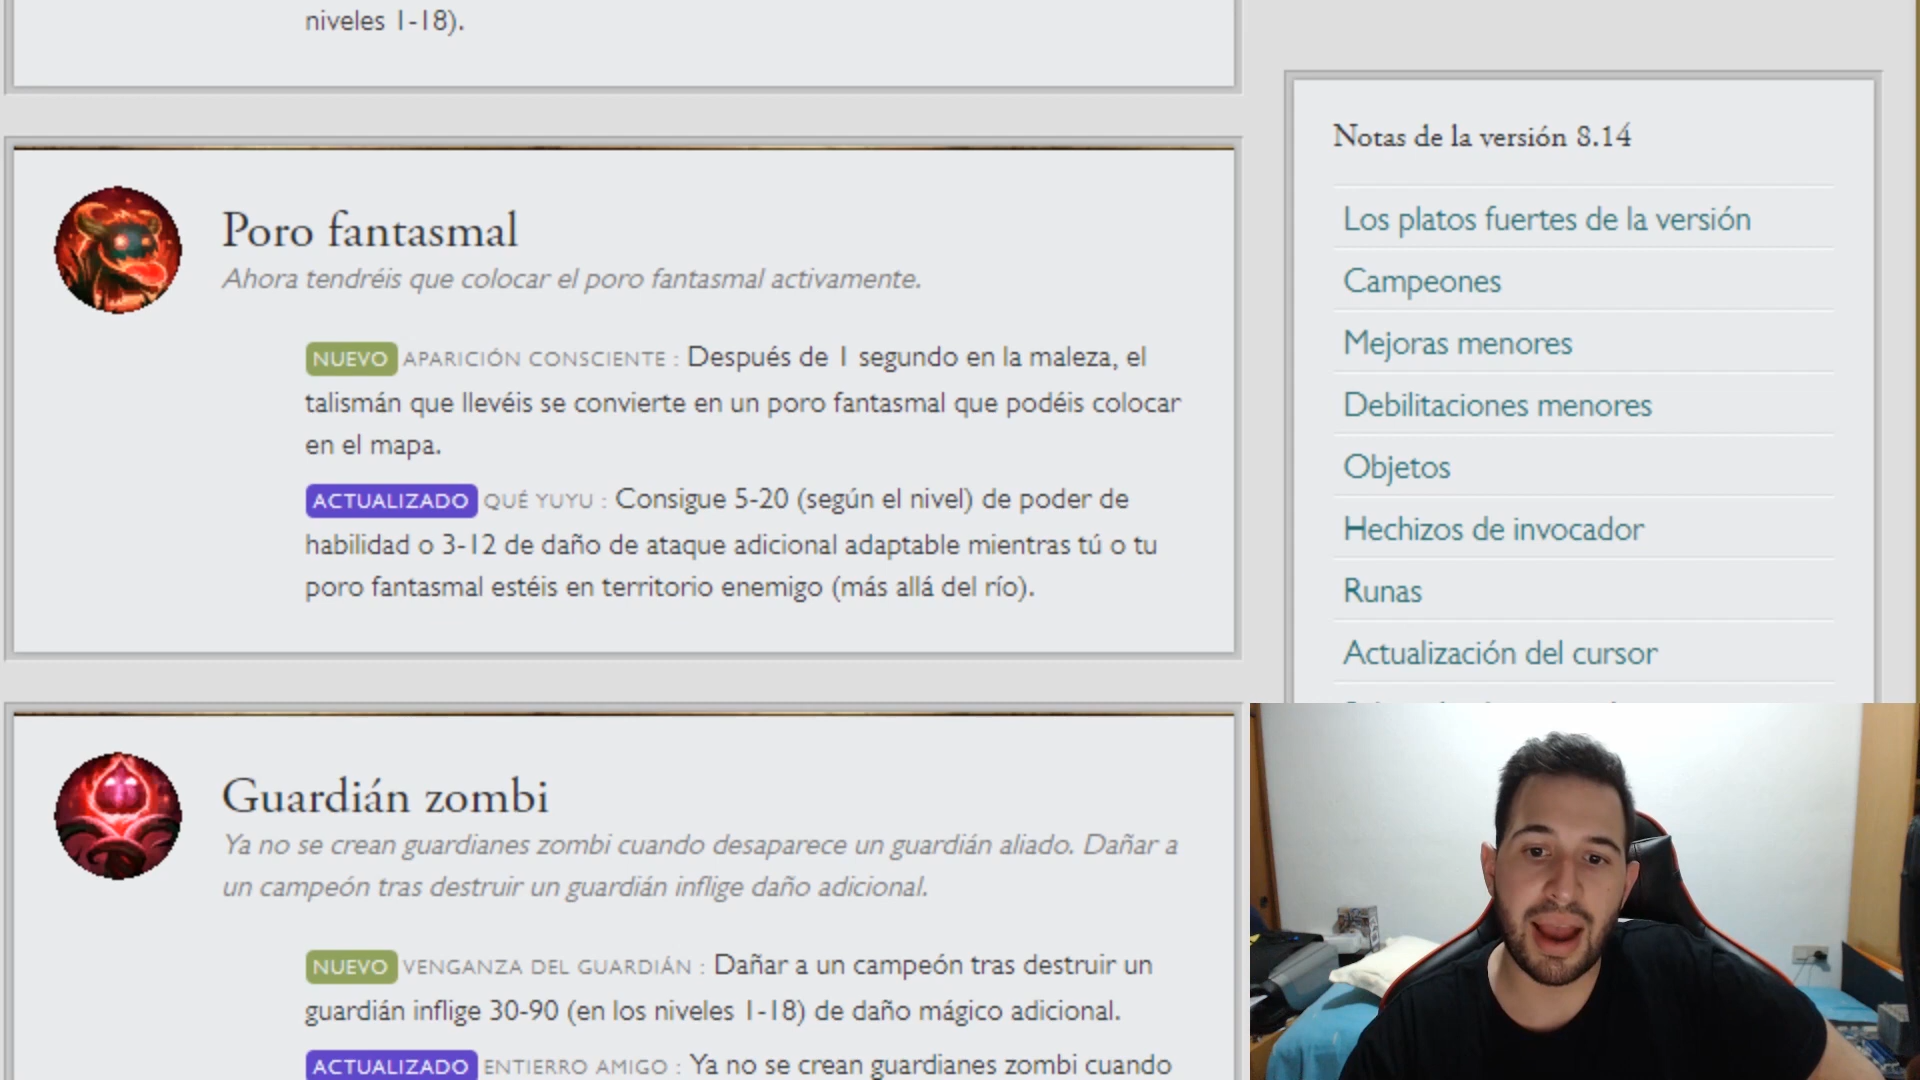 niveles 1-18).
Poro fantasmal
Ahora tendréis que colocar el poro fantasmal activamente.
NUEVO APARICIÓN CONSCIENTE : Después de 1 segundo en la maleza, el
talismán que llevéis se convierte en un poro fantasmal que podéis colocar
en el mapa.
ACTUALIZADO QUÉ YUYU : Consigue 5-20 (según el nivel) de poder de
habilidad o 3-12 de daño de ataque adicional adaptable mientras tú o tu
poro fantasmal estéis en territorio enemigo (más allá del río).
Guardián zombi
Ya no se crean guardianes zombi cuando desaparece un guardián aliado. Dañar a
un campeón tras destruir un guardián inflige daño adicional.
NUEVO VENGANZA DEL GUARDIÁN : Dañar a un campeón tras destruir un
guardián inflige 30-90 (en los niveles 1-18) de daño mágico adicional.
ACTUALIZADO ENTIERRO AMIGO : Ya no se crean guardianes zombi cuando
Notas de la versión 8.14
Los platos fuertes de la versión
Campeones
Mejoras menores
Debilitaciones menores
Objetos
Hechizos de invocador
Runas
Actualización del cursor